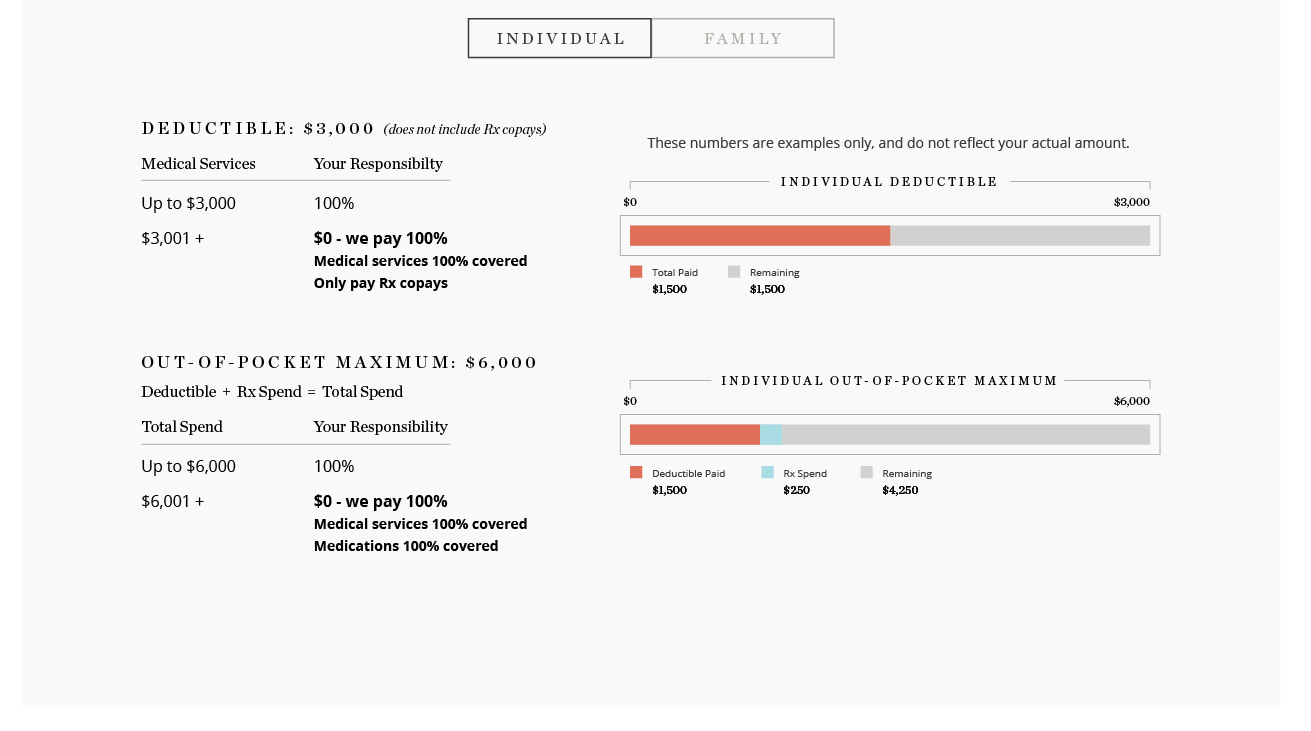 INDIVIDUAL FAMILY
DEDUCTIBLE: $3,000 (does not include Rx copays)
Medical Services Your Responsibilty
Up to $3,000 100%
$3,001 + $0 - we pay 100%
Medical services 100% covered
Only pay Rx copays
These numbers are examples only, and do not reflect your actual amount.
INDIVIDUAL DEDUCTIBLE
$0 $3,000
Total Paid Remaining
$1,500 $1,500
OUT-OF-POCKET MAXIMUM: $6,000
Deductible + Rx Spend = Total Spend
Total Spend Your Responsibility
Up to $6,000 100%
$6,001 + $0 - we pay 100%
Medical services 100% covered
Medications 100% covered
INDIVIDUAL OUT-OF-POCKET MAXIMUM
$0 $6,000
Deductible Paid Rx Spend Remaining
$1,500 $250 $4,250